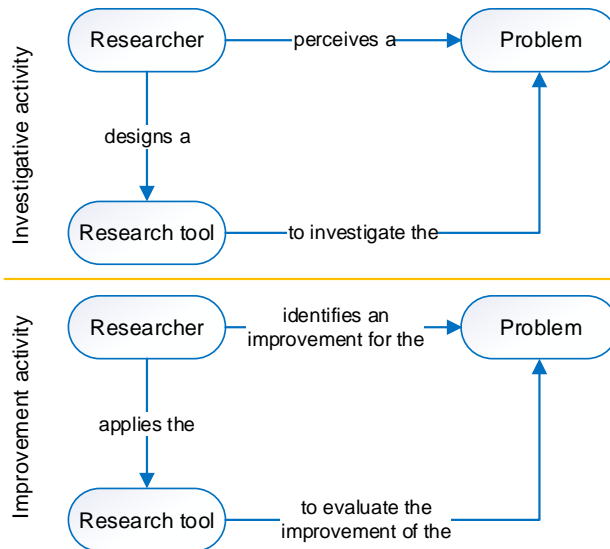 Investigative activity
Researcher
perceives a
Problem
designs a
Research tool
to investigate the
Improvement activity
Researcher
identifies an
improvement for the
Problem
applies the
Research tool
to evaluate the
improvement of the